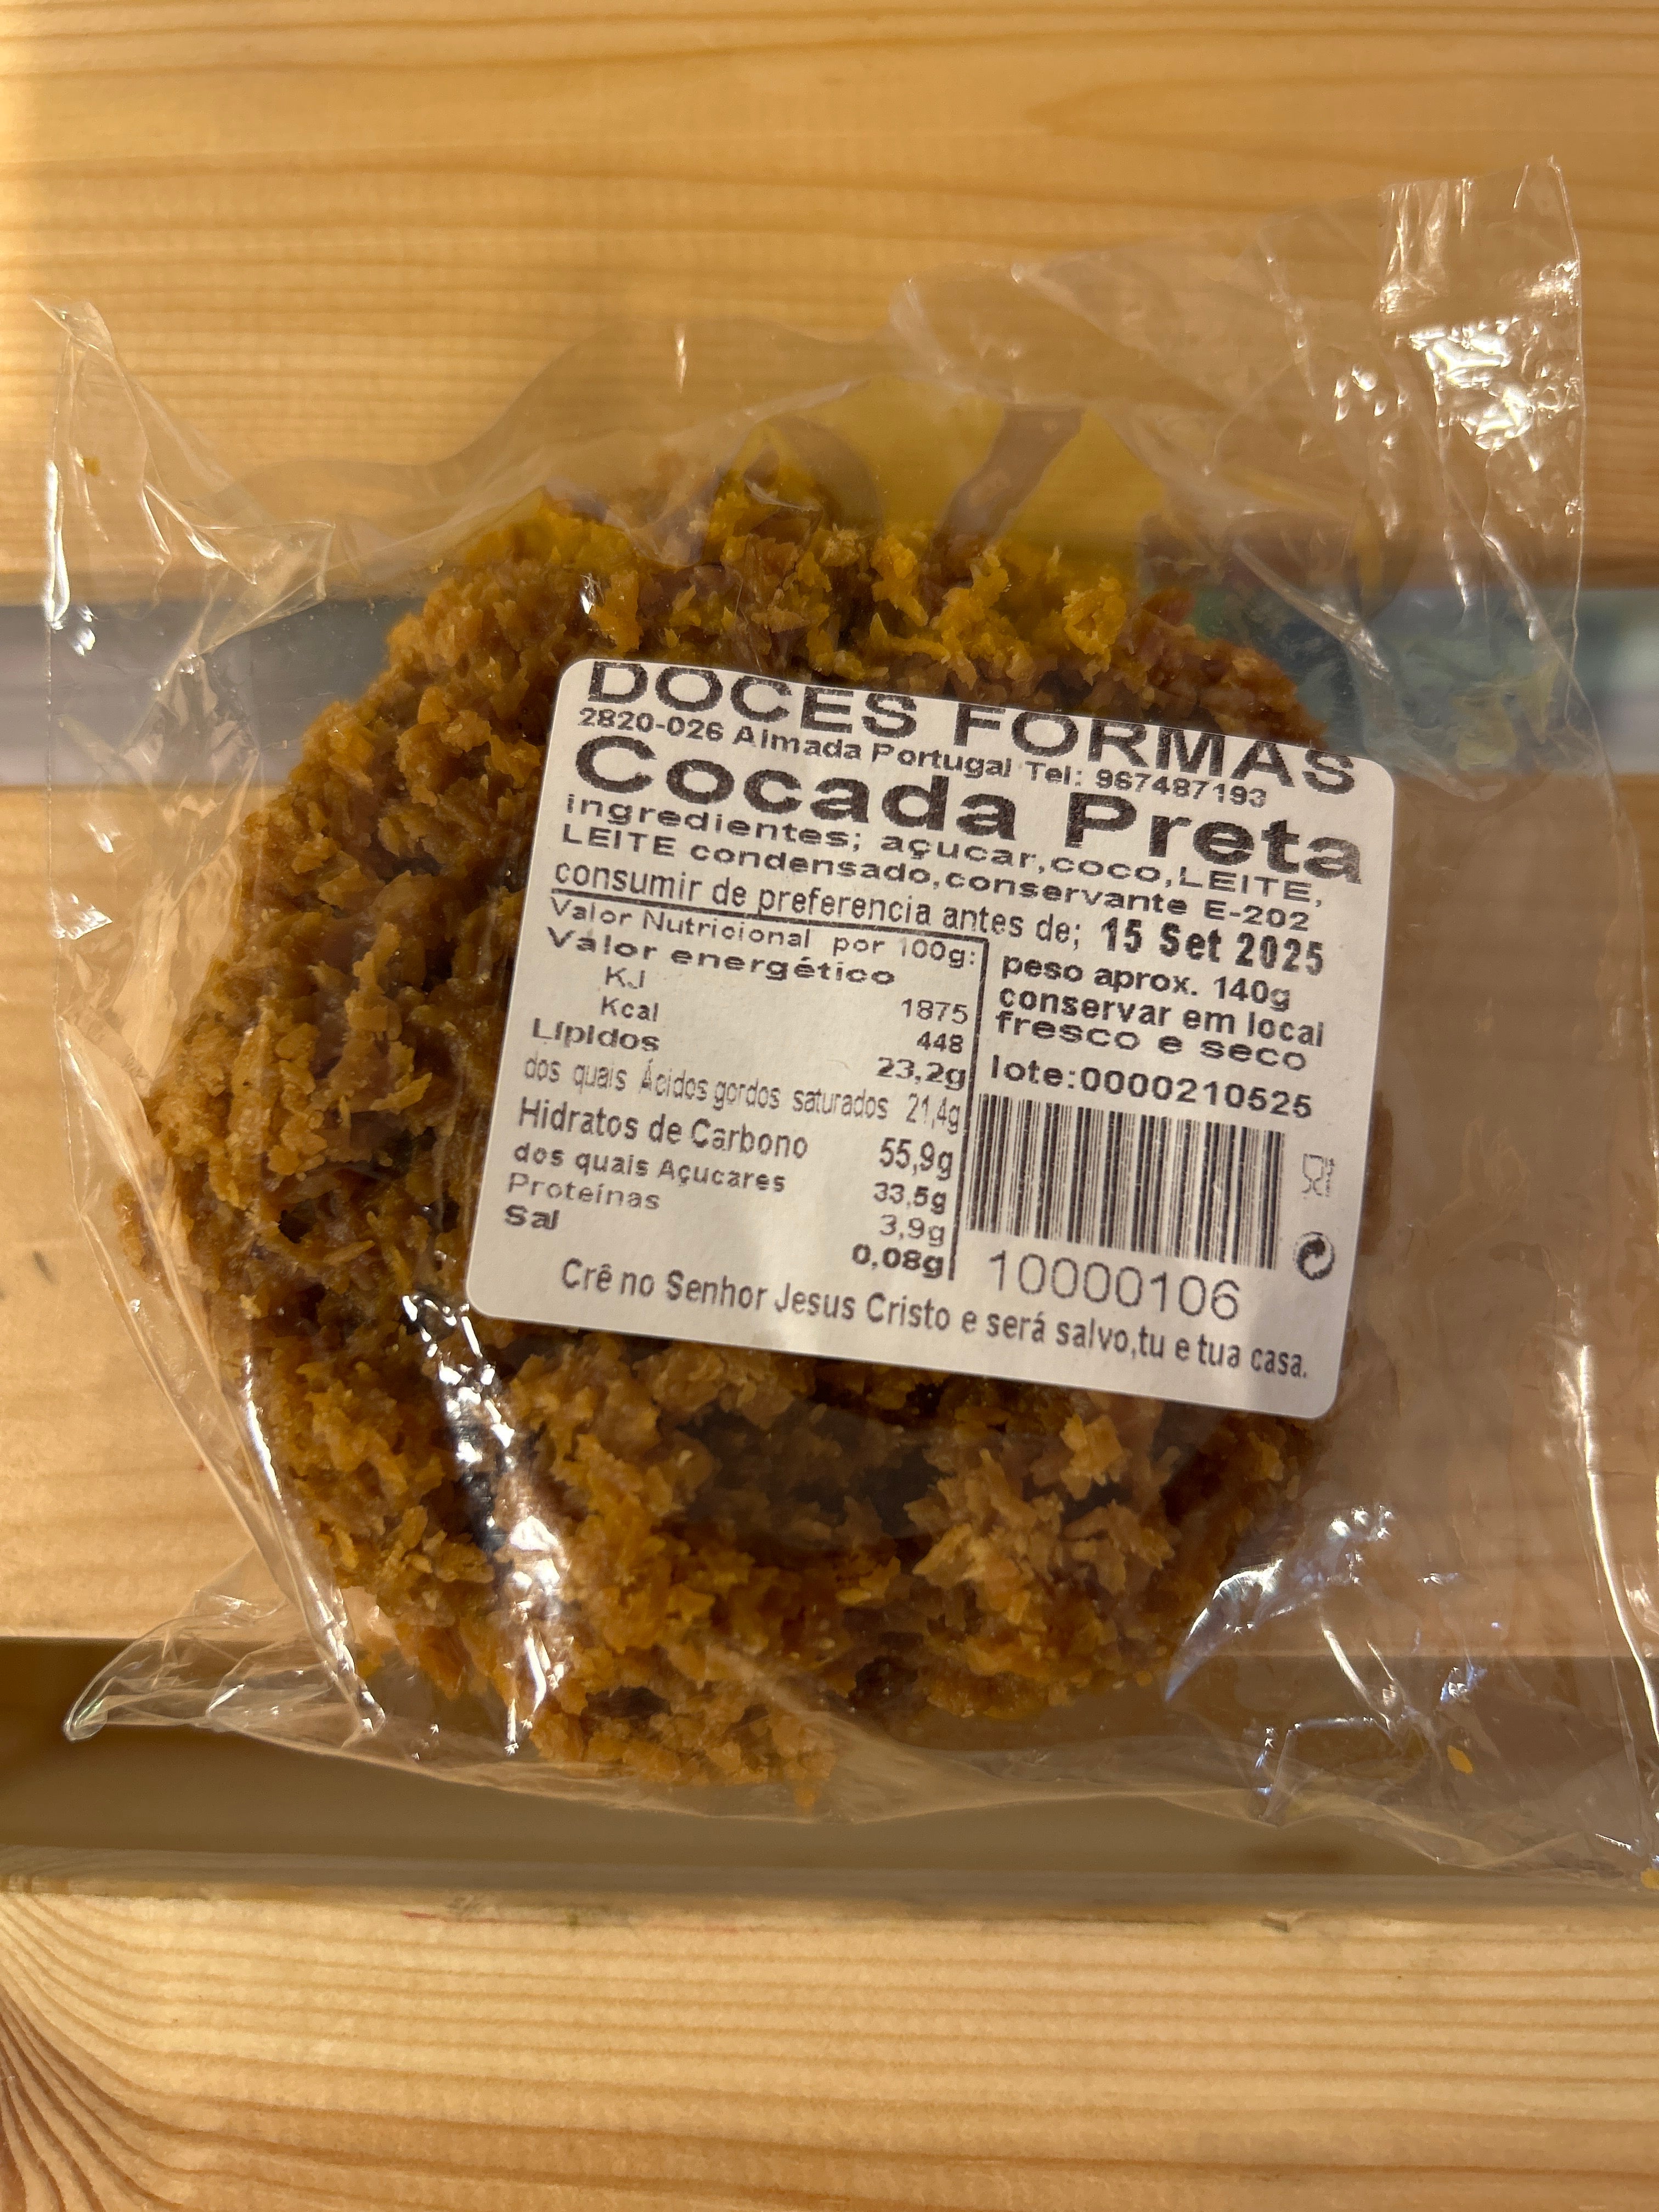 DOCES FORMAS
2820-026 Almada Portugal Tel: 967487193
Cocada Preta
ingredientes; açucar,coco,LEITE,
LEITE condensado,conservante E-202
consumir de preferencia antes de; 15 Set 2025
Valor Nutricional por 100g:
Valor energético
KJ 1875
Kcal 448
Lípidos 23,2g
dos quais Ácidos gordos saturados 21,4g
Hidratos de Carbono 55,9g
dos quais Açucares 33,5g
Proteínas 3,9g
Sal 0,08g
peso aprox. 140g
conservar em local
fresco e seco
lote:0000210525
10000106
Crê no Senhor Jesus Cristo e será salvo,tu e tua casa.